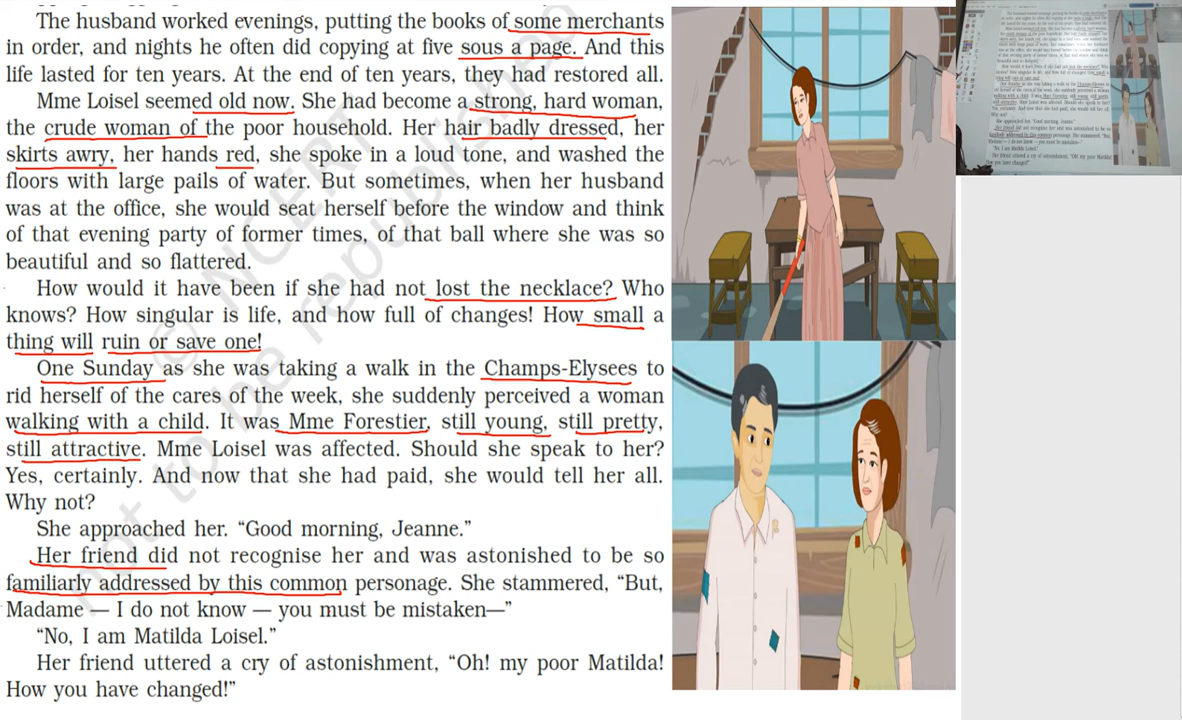 The husband worked evenings, putting the books of some merchants
in order, and nights he often did copying at five sous a page. And this
life lasted for ten years. At the end of ten years, they had restored all.
Mme Loisel seemed old now. She had become a strong, hard woman,
the crude woman of the poor household. Her hair badly dressed, her
skirts awry, her hands red, she spoke in a loud tone, and washed the
floors with large pails of water. But sometimes, when her husband
was at the office, she would seat herself before the window and think
of that evening party of former times, of that ball where she was so
beautiful and so flattered.
How would it have been if she had not lost the necklace? Who
knows? How singular is life, and how full of changes! How small a
thing will ruin or save one!
One Sunday as she was taking a walk in the Champs-Elysees to
rid herself of the cares of the week, she suddenly perceived a woman
walking with a child. It was Mme Forestier, still young, still pretty,
still attractive. Mme Loisel was affected. Should she speak to her?
Yes, certainly. And now that she had paid, she would tell her all.
Why not?
She approached her. “Good morning, Jeanne.”
Her friend did not recognise her and was astonished to be so
familiarly addressed by this common personage. She stammered, “But,
Madame — I do not know — you must be mistaken—”
“No, I am Matilda Loisel.”
Her friend uttered a cry of astonishment, “Oh! my poor Matilda!
How you have changed!”
© NCERT
not to be republished